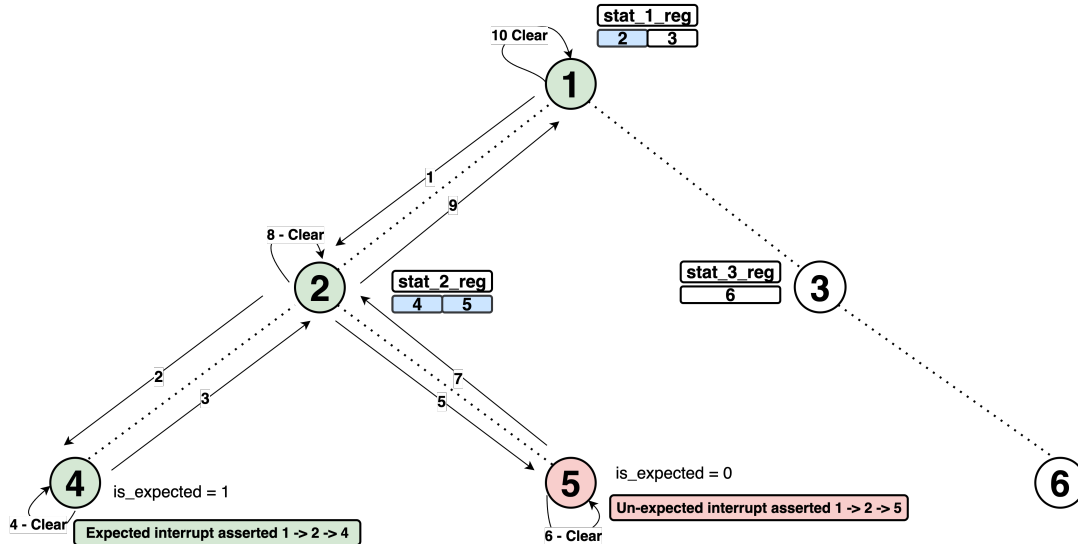 stat_1_reg
2 3
10 Clear
1
1
9
8 - Clear
2
stat_2_reg
4 5
stat_3_reg
6
3
2
3
7
5
4
is_expected = 1
4 - Clear
Expected interrupt asserted 1 -> 2 -> 4
5
is_expected = 0
Un-expected interrupt asserted 1 -> 2 -> 5
6 - Clear
6